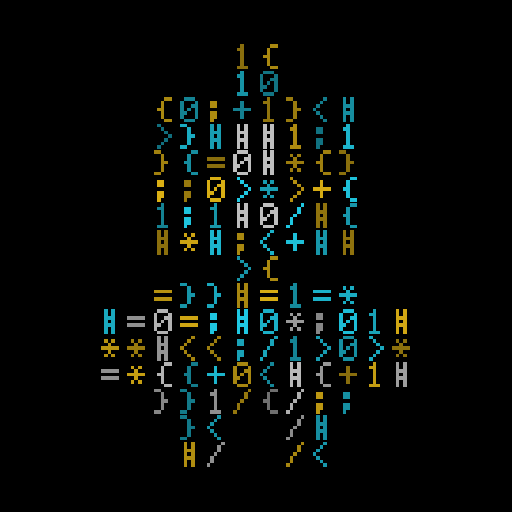 1{
10
{0;+1}<H
>}HHH1;1
}{=0H*{}
;;0>*>+{
1;1H0/H{
H*H;<+HH
>{
=}}H=1=*
H=0=;H0*;01H
**H<<;/1>0>*
=*{{+0<H{+1H
}}1/{/;;
}<  /H
H/  /<